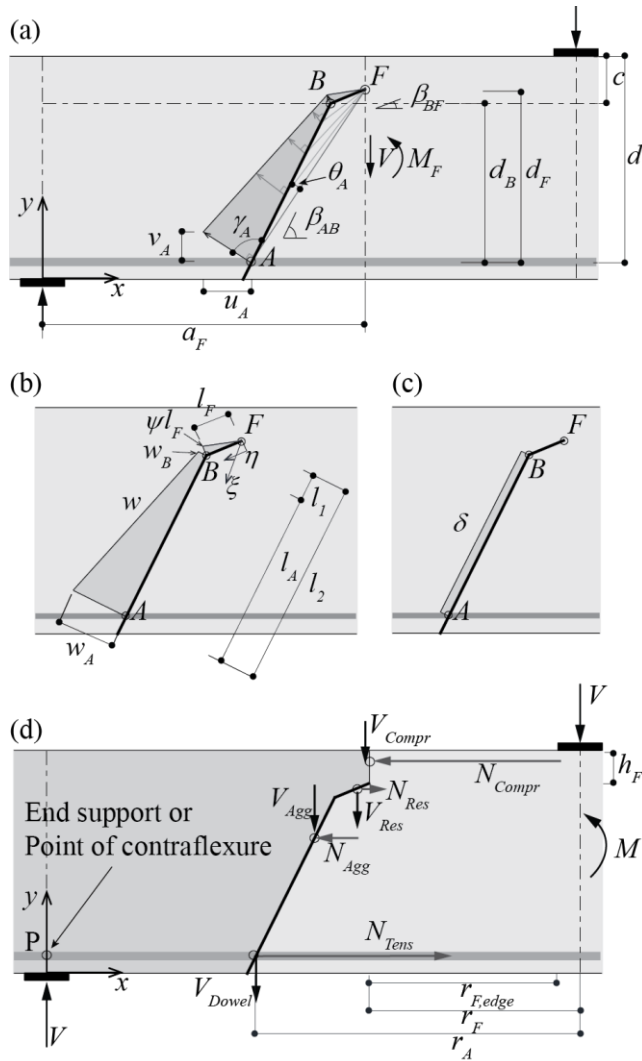 (a)
B
F
c
β_BF
V
M_F
d_B
d_F
d
θ_A
γ_A
β_AB
y
v_A
A
x
u_A
a_F
(b)
(c)
l_F
ψl_F
F
w_B
B
η
ξ
w
l_1
l_A
l_2
A
w_A
F
B
δ
A
(d)
V
V_Compr
h_F
N_Compr
V_Agg
N_Res
V_Res
M
End support or
Point of contraflexure
N_Agg
y
P
N_Tens
x
V_Dowel
r_F,edge
V
r_F
r_A